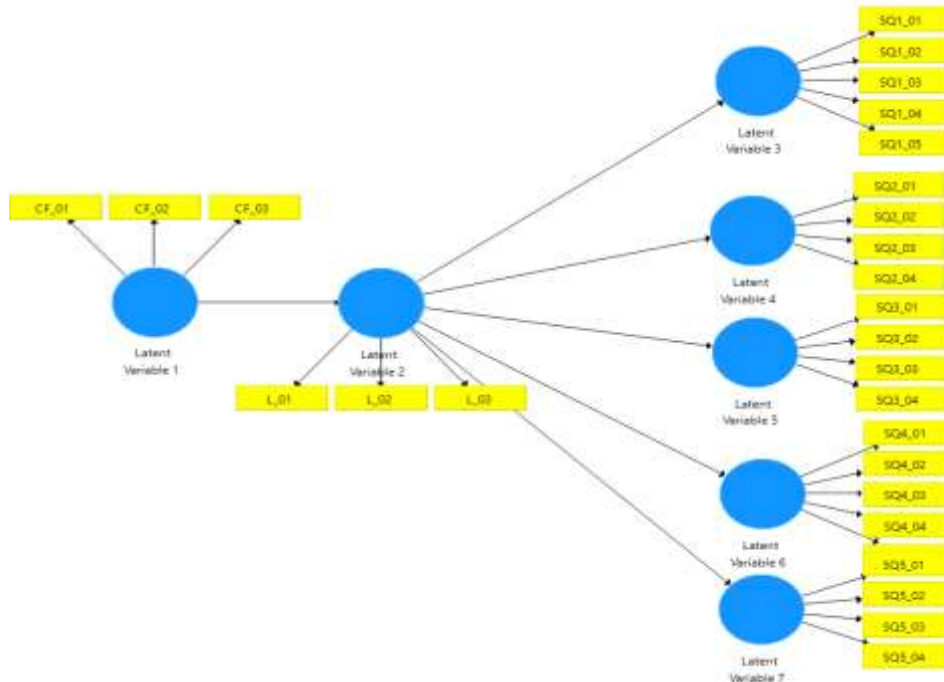 SQ1_01
SQ1_02
SQ1_03
SQ1_04
SQ1_05
Latent
Variable 3
CF_01
CF_02
CF_03
SQ2_01
SQ2_02
SQ2_03
SQ2_04
Latent
Variable 4
Latent
Variable 1
Latent
Variable 2
L_01
L_02
L_03
SQ3_01
SQ3_02
SQ3_03
SQ3_04
Latent
Variable 5
SQ4_01
SQ4_02
SQ4_03
SQ4_04
Latent
Variable 6
SQ5_01
SQ5_02
SQ5_03
SQ5_04
Latent
Variable 7